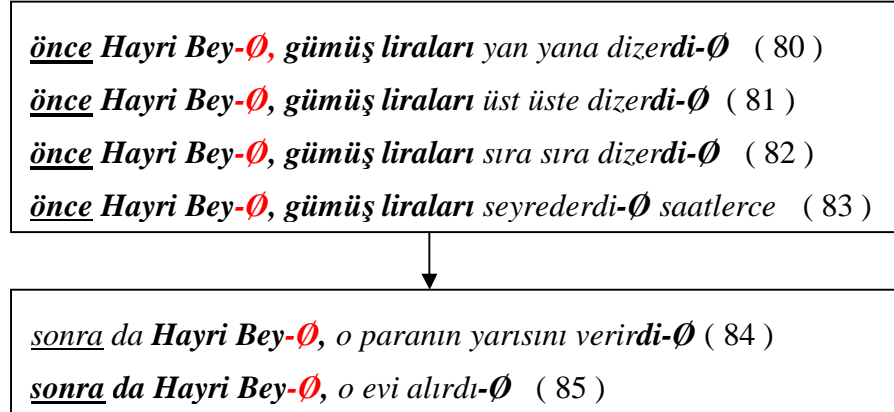 önce Hayri Bey-Ø, gümüş liraları yan yana dizerdi-Ø ( 80 )
önce Hayri Bey-Ø, gümüş liraları üst üste dizerdi-Ø ( 81 )
önce Hayri Bey-Ø, gümüş liraları sıra sıra dizerdi-Ø ( 82 )
önce Hayri Bey-Ø, gümüş liraları seyrederdi-Ø saatlerce ( 83 )
sonra da Hayri Bey-Ø, o paranın yarısını verirdi-Ø ( 84 )
sonra da Hayri Bey-Ø, o evi alırdı-Ø ( 85 )